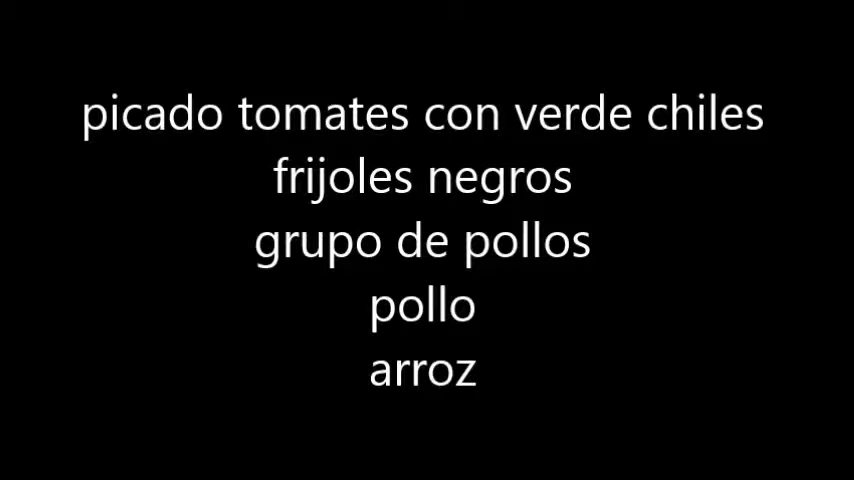 picado tomates con verde chiles
frijoles negros
grupo de pollos
pollo
arroz